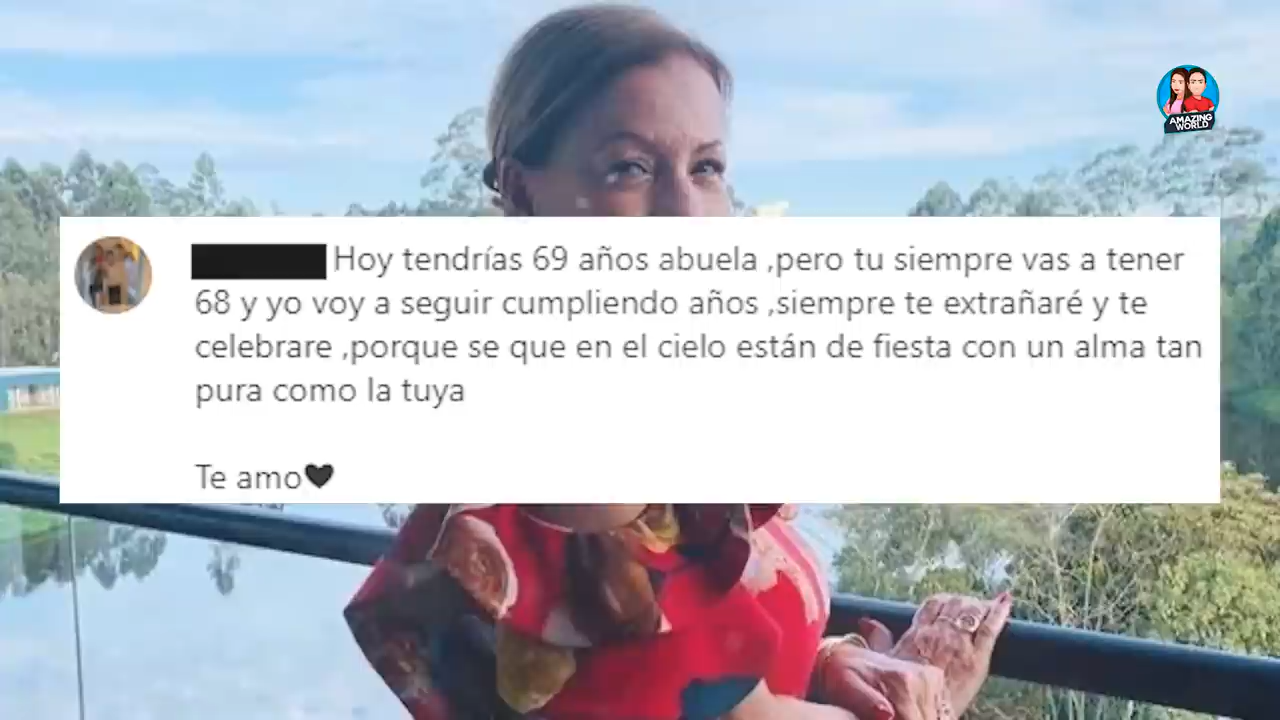 AMAZING
WORLD
Hoy tendrías 69 años abuela ,pero tu siempre vas a tener
68 y yo voy a seguir cumpliendo años ,siempre te extrañaré y te
celebrare ,porque se que en el cielo están de fiesta con un alma tan
pura como la tuya
Te amo🖤